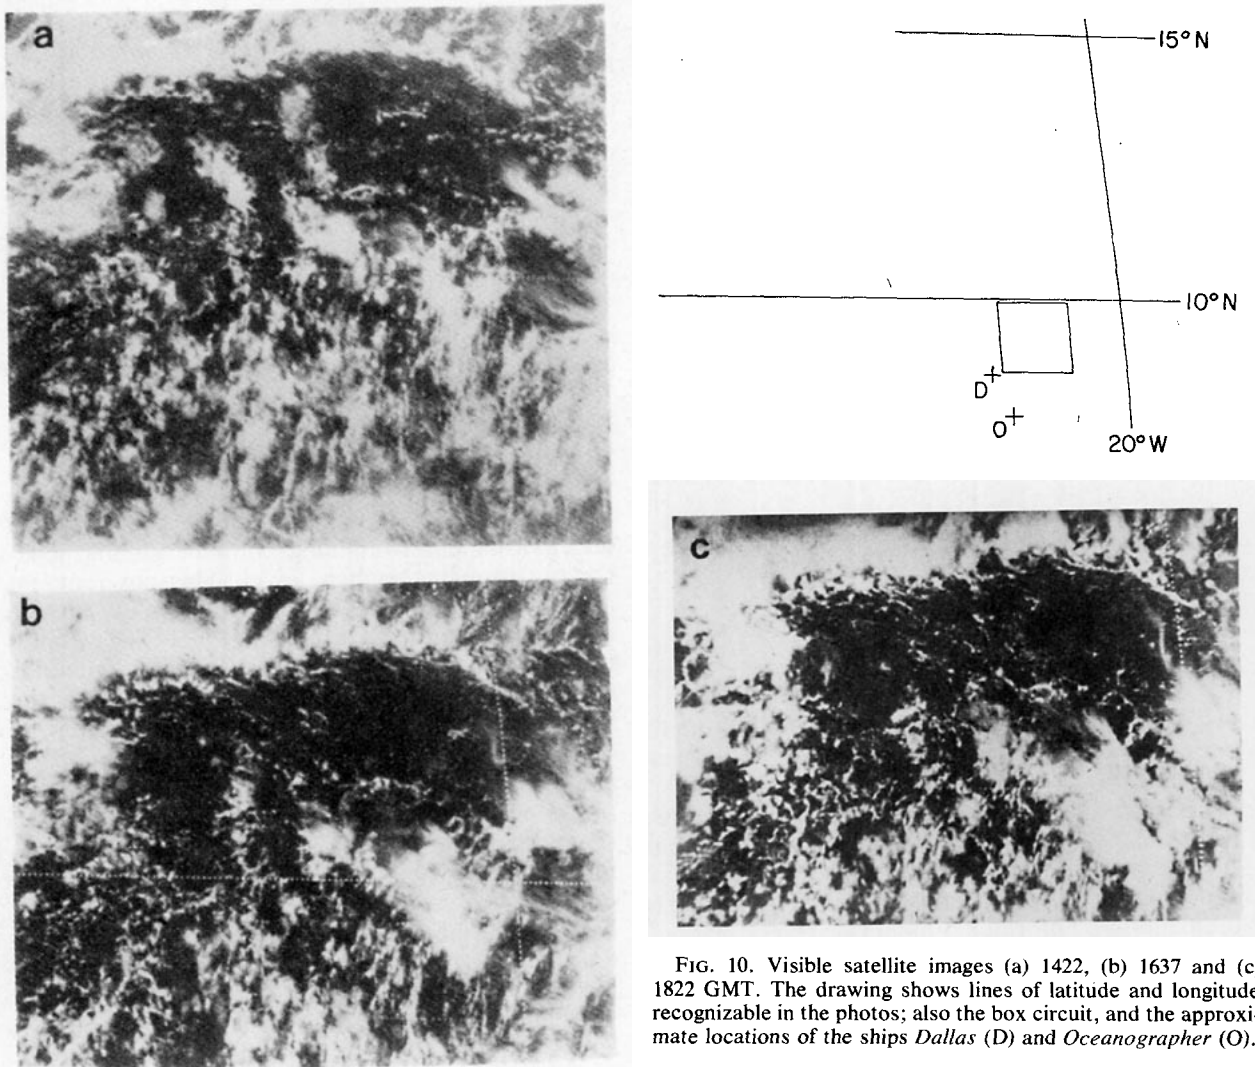 a
15°N
10°N
D
O
20°W
b
c
FIG. 10. Visible satellite images (a) 1422, (b) 1637 and (c
1822 GMT. The drawing shows lines of latitude and longitude
recognizable in the photos; also the box circuit, and the approxi-
mate locations of the ships Dallas (D) and Oceanographer (O).